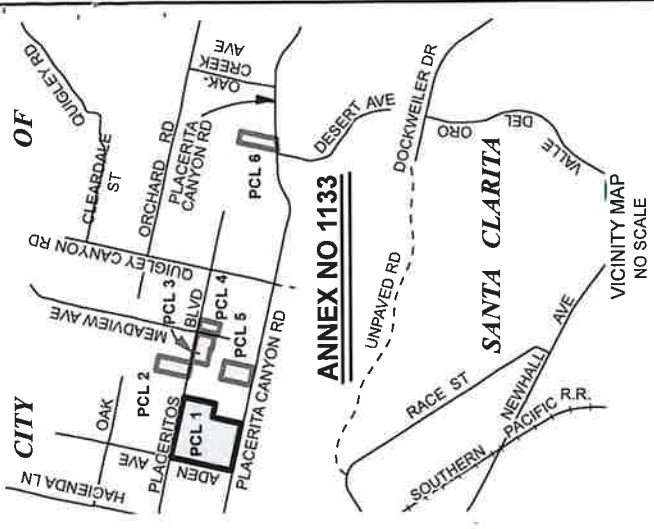 CITY
OF
QUIGLEY RD
CLEARDALE
ST
ORCHARD RD
PLACERITA
CANYON RD
OAK-
CREEK
AVE
QUIGLEY CANYON RD
MEADVIEW AVE
HACIENDA LN
OAK
AVE
ADEN
PLACERITOS
BLVD
PCL 1
PCL 2
PCL 3
PCL 4
PCL 5
PCL 6
PLACERITA CANYON RD
DESERT AVE
ANNEX NO 1133
UNPAVED RD
DOCKWEILER DR
SANTA CLARITA
VALLE
DEL
ORO
RACE ST
NEWHALL
AVE
SOUTHERN
PACIFIC R.R.
VICINITY MAP
NO SCALE